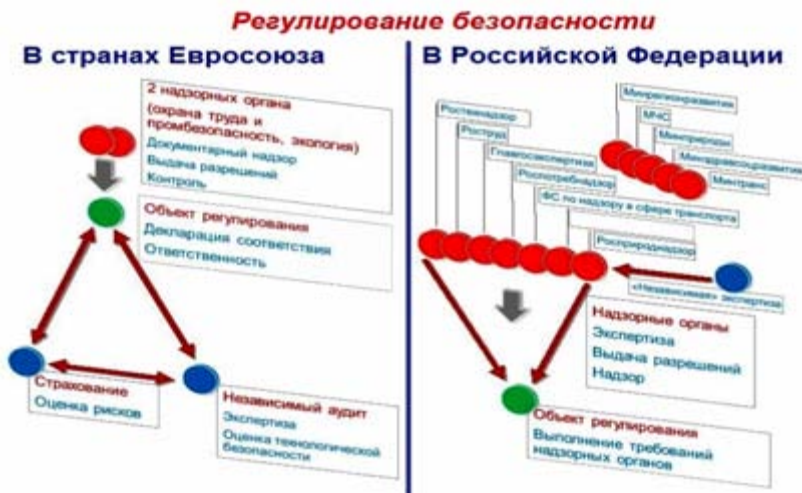 Регулирование безопасности
В странах Евросоюза
2 надзорных органа
(охрана труда и
промбезопасность, экология)
Документарный надзор
Выдача разрешений
Контроль
Объект регулирования
Декларация соответствия
Ответственность
Страхование
Оценка рисков
Независимый аудит
Экспертиза
Оценка технологической
безопасности
В Российской Федерации
Минрегионразвития
МЧС
Минприроды
Минздравсоцразвития
Минтранс
Ростехнадзор
Роструд
Главгосэкспертиза
Роспотребнадзор
ФС по надзору в сфере транспорта
Росприроднадзор
«Независимая» экспертиза
Надзорные органы
Экспертиза
Выдача разрешений
Надзор
Объект регулирования
Выполнение требований
надзорных органов